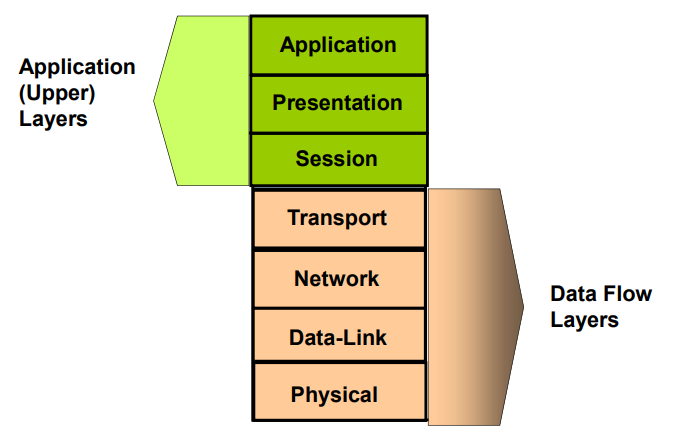 Application
(Upper)
Layers
Application
Presentation
Session
Transport
Network
Data-Link
Physical
Data Flow
Layers